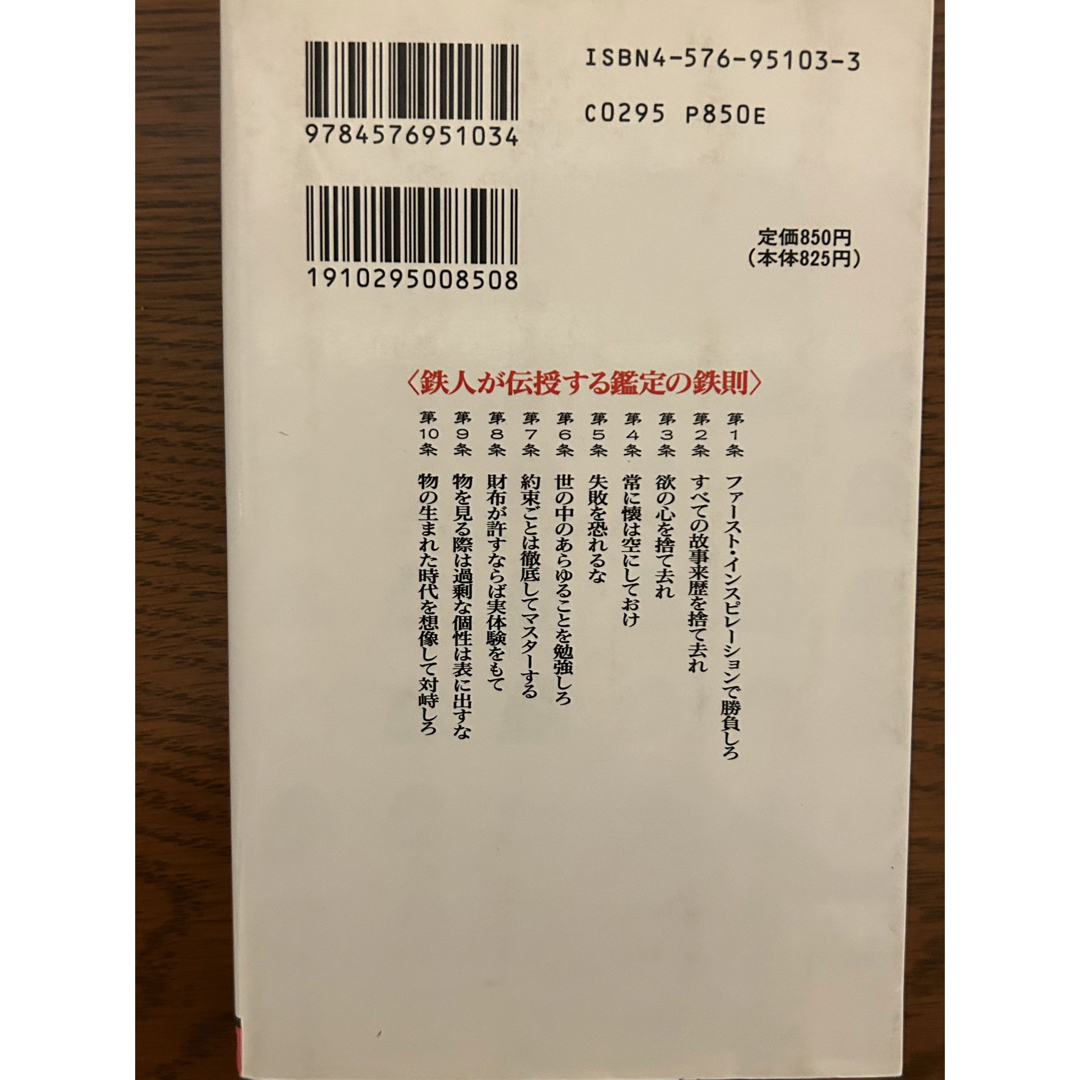 9784576951034
ISBN4-576-95103-3
C0295 P850E
1910295008508
定価850円
(本体825円)
〈鉄人が伝授する鑑定の鉄則〉
第1条 ファースト・インスピレーションで勝負しろ
第2条 すべての故事来歴を捨て去れ
第3条 欲の心を捨て去れ
第4条 常に懐は空にしておけ
第5条 失敗を恐れるな
第6条 世の中のあらゆることを勉強しろ
第7条 約束ごとは徹底してマスターする
第8条 財布が許すならば実体験をもて
第9条 物を見る際は過剰な個性は表に出すな
第10条 物の生まれた時代を想像して対峙しろ